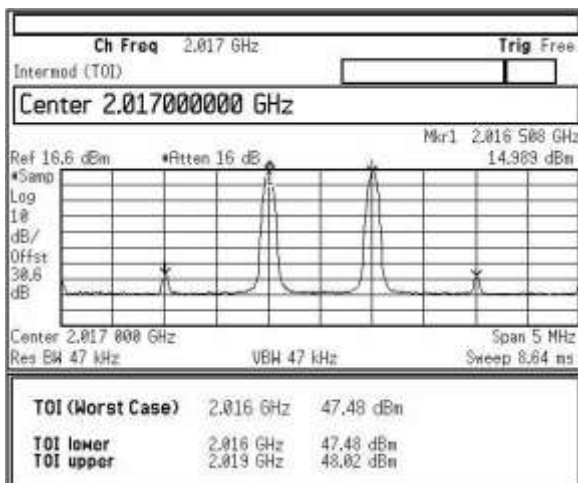 Ch Freq 2.017 GHz Trig Free
Intermod (TOI)
Center 2.017000000 GHz
Mkr1 2.016 508 GHz
Ref 16.6 dBm #Atten 16 dB 14.989 dBm
#Samp
Log
10
dB/
Offst
30.6
dB
Center 2.017 000 GHz Span 5 MHz
Res BW 47 kHz VBW 47 kHz Sweep 8.64 ms
TOI (Worst Case) 2.016 GHz 47.48 dBm
TOI lower 2.016 GHz 47.48 dBm
TOI upper 2.019 GHz 48.02 dBm